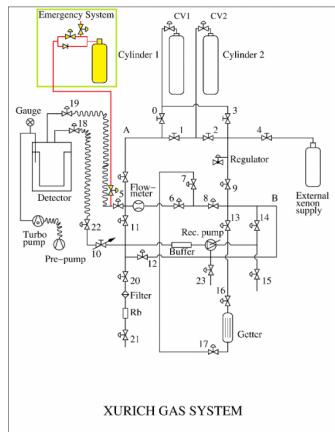 Emergency System
CV1 CV2
Cylinder 1
Cylinder 2
Gauge
19
18
0
3
A
1
2
4
Regulator
Detector
5
Flow-
meter
7
9
6
8
B
External
xenon
supply
Turbo
pump
Pre-pump
22
11
10
Rec. pump
13
14
Buffer
12
20
23
15
Filter
16
Rb
Getter
21
17
XURICH GAS SYSTEM